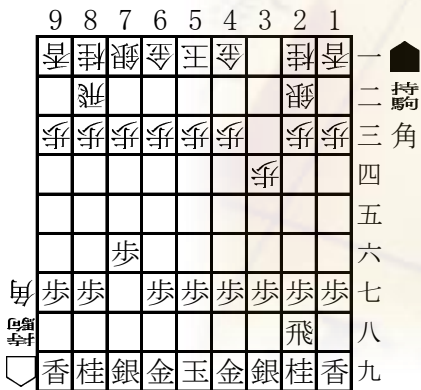 9 8 7 6 5 4 3 2 1
香 桂 銀 金 王 金 桂 香 一
飛 銀 二
歩 歩 歩 歩 歩 歩 歩 歩 三
歩 四
五
歩 六
歩 歩 歩 歩 歩 歩 歩 歩 七
飛 八
香 桂 銀 金 玉 金 銀 桂 香 九
持駒
角
角
持駒